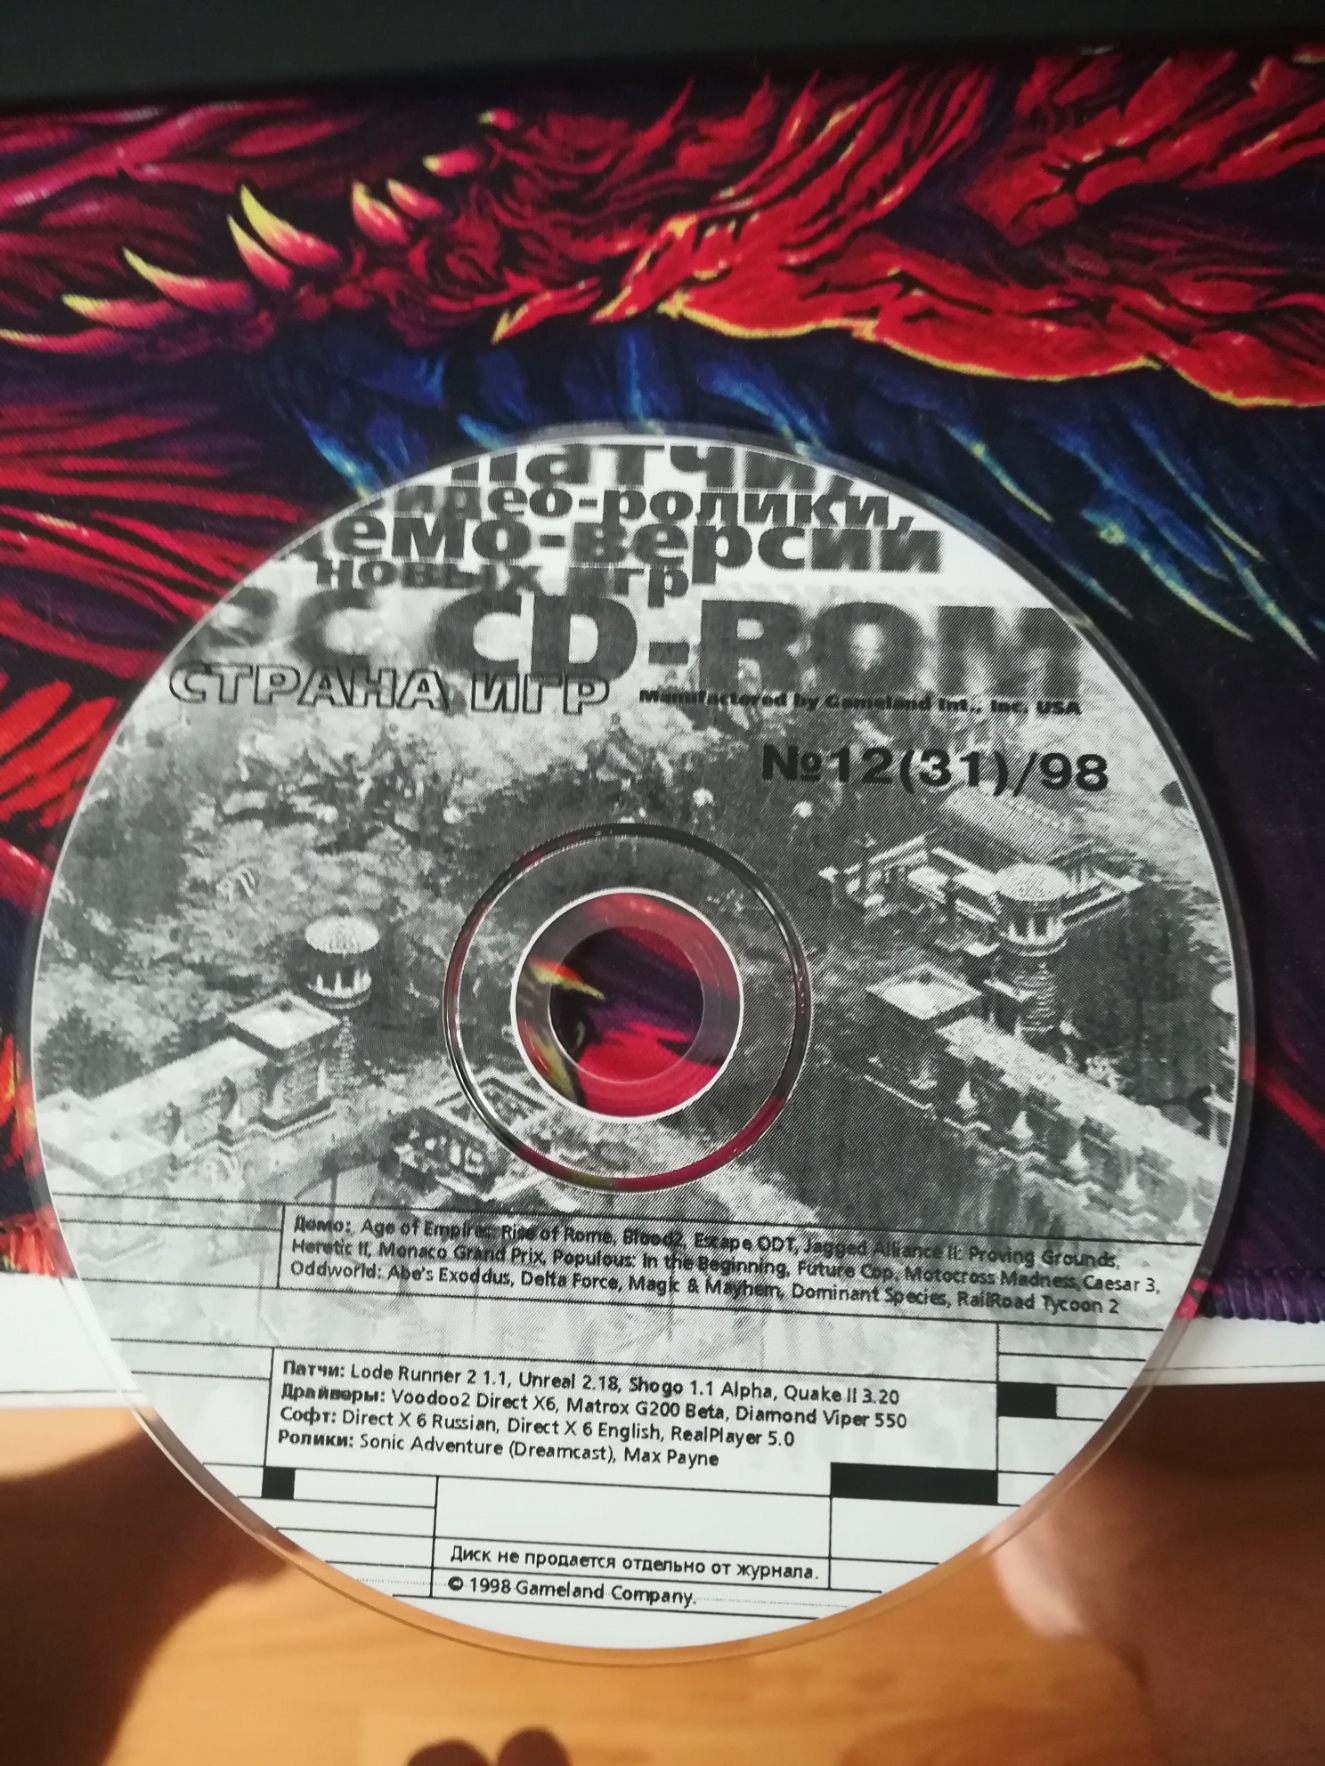 Патчи,
видео-ролики,
демо-версии
новых игр
PC CD-ROM
СТРАНА ИГР
Manufactored by Gameland Int., Inc, USA
№12(31)/98
Демо: Age of Empires: Rise of Rome, Blood2, Escape ODT, Jagged Alliance II: Proving Grounds,
Heretic II, Monaco Grand Prix, Populous: In the Beginning, Future Cop, Motocross Madness, Caesar 3,
Oddworld: Abe's Exoddus, Delta Force, Magic & Mayhem, Dominant Species, RailRoad Tycoon 2
Патчи: Lode Runner 2 1.1, Unreal 2.18, Shogo 1.1 Alpha, Quake II 3.20
Драйверы: Voodoo2 Direct X6, Matrox G200 Beta, Diamond Viper 550
Софт: Direct X 6 Russian, Direct X 6 English, RealPlayer 5.0
Ролики: Sonic Adventure (Dreamcast), Max Payne
Диск не продается отдельно от журнала.
© 1998 Gameland Company.